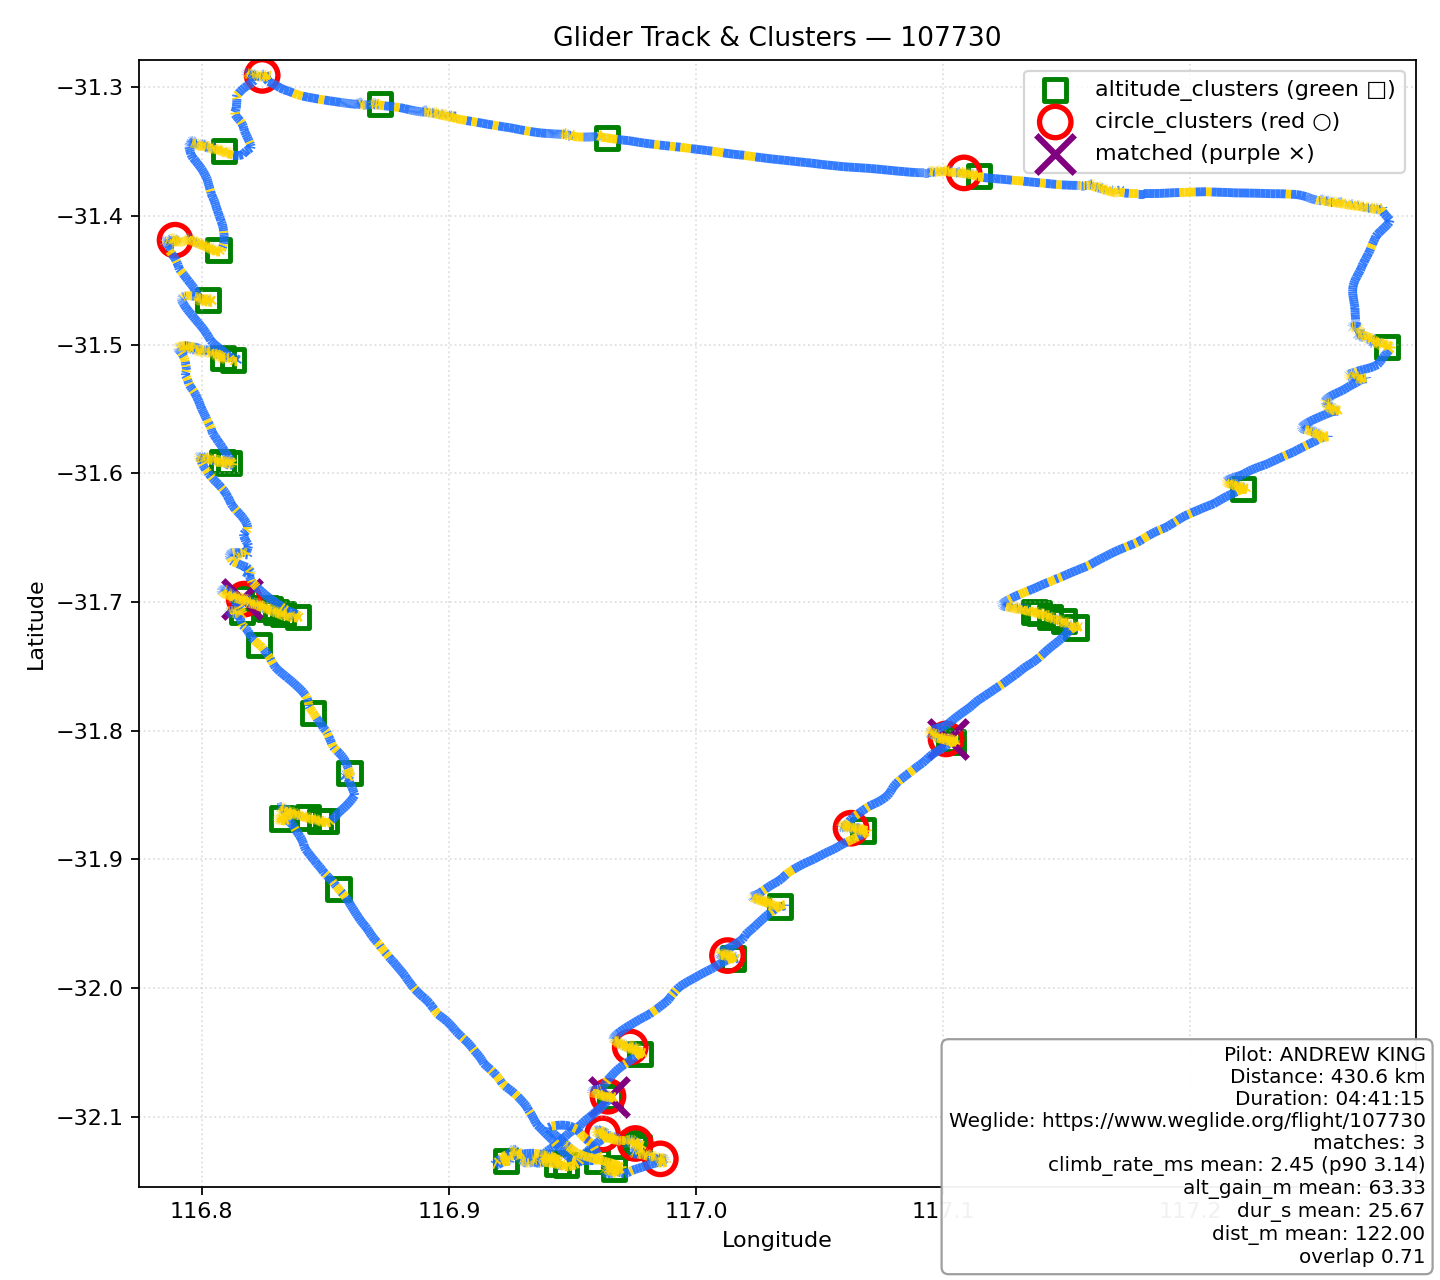 Glider Track & Clusters — 107730
altitude_clusters (green □)
circle_clusters (red ○)
matched (purple ×)
−31.3
−31.4
−31.5
−31.6
−31.7
−31.8
−31.9
−32.0
−32.1
Latitude
116.8
116.9
117.0
117.1
117.2
Longitude
Pilot: ANDREW KING
Distance: 430.6 km
Duration: 04:41:15
Weglide: https://www.weglide.org/flight/107730
matches: 3
climb_rate_ms mean: 2.45 (p90 3.14)
alt_gain_m mean: 63.33
dur_s mean: 25.67
dist_m mean: 122.00
overlap 0.71